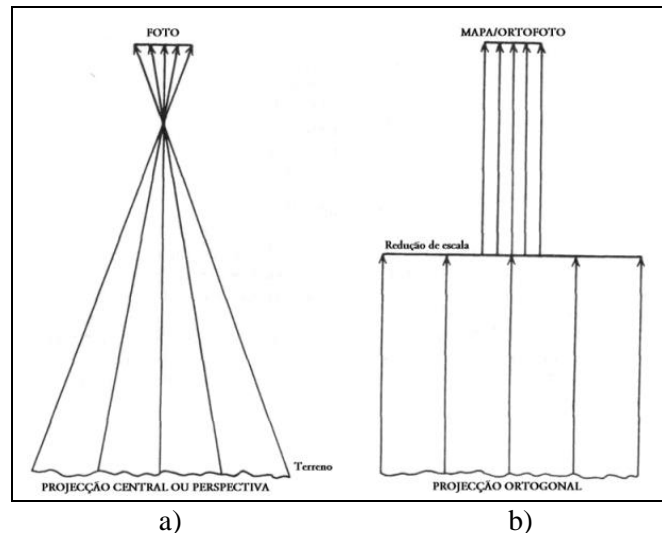 FOTO
MAPA/ORTOFOTO
Redução de escala
Terreno
PROJECÇÃO CENTRAL OU PERSPECTIVA
PROJECÇÃO ORTOGONAL
a)
b)